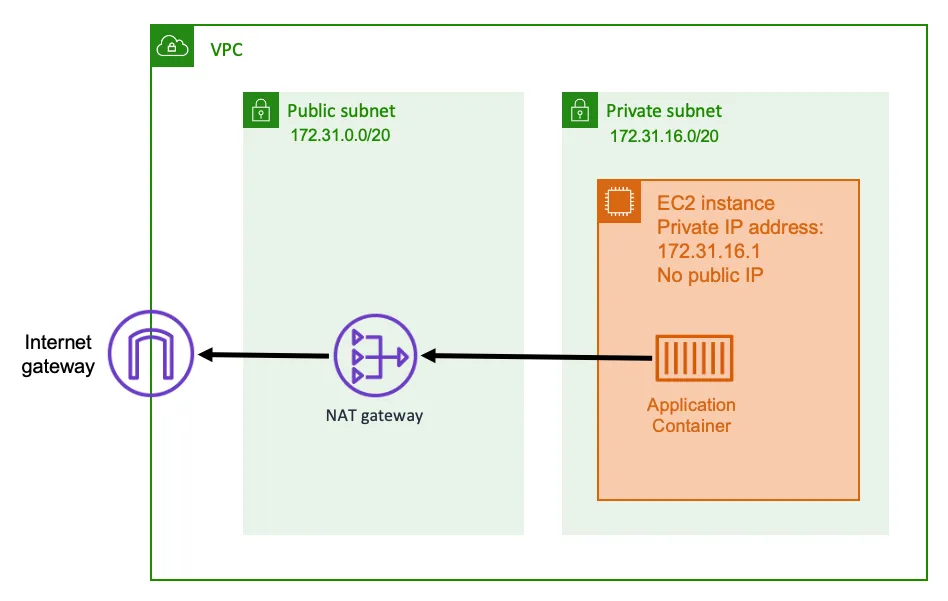 VPC
Public subnet
172.31.0.0/20
Private subnet
172.31.16.0/20
EC2 instance
Private IP address:
172.31.16.1
No public IP
Internet
gateway
NAT gateway
Application
Container